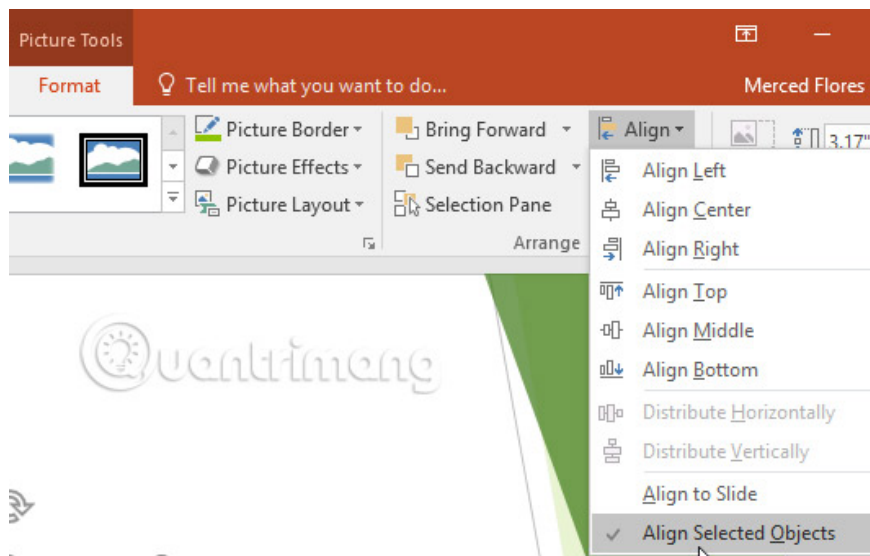 Picture Tools
Format
Tell me what you want to do...
Merced Flores
Picture Border
Picture Effects
Picture Layout
Bring Forward
Send Backward
Selection Pane
Arrange
Align
3.17"
Align Left
Align Center
Align Right
Align Top
Align Middle
Align Bottom
Distribute Horizontally
Distribute Vertically
Align to Slide
Align Selected Objects
Quantrimang